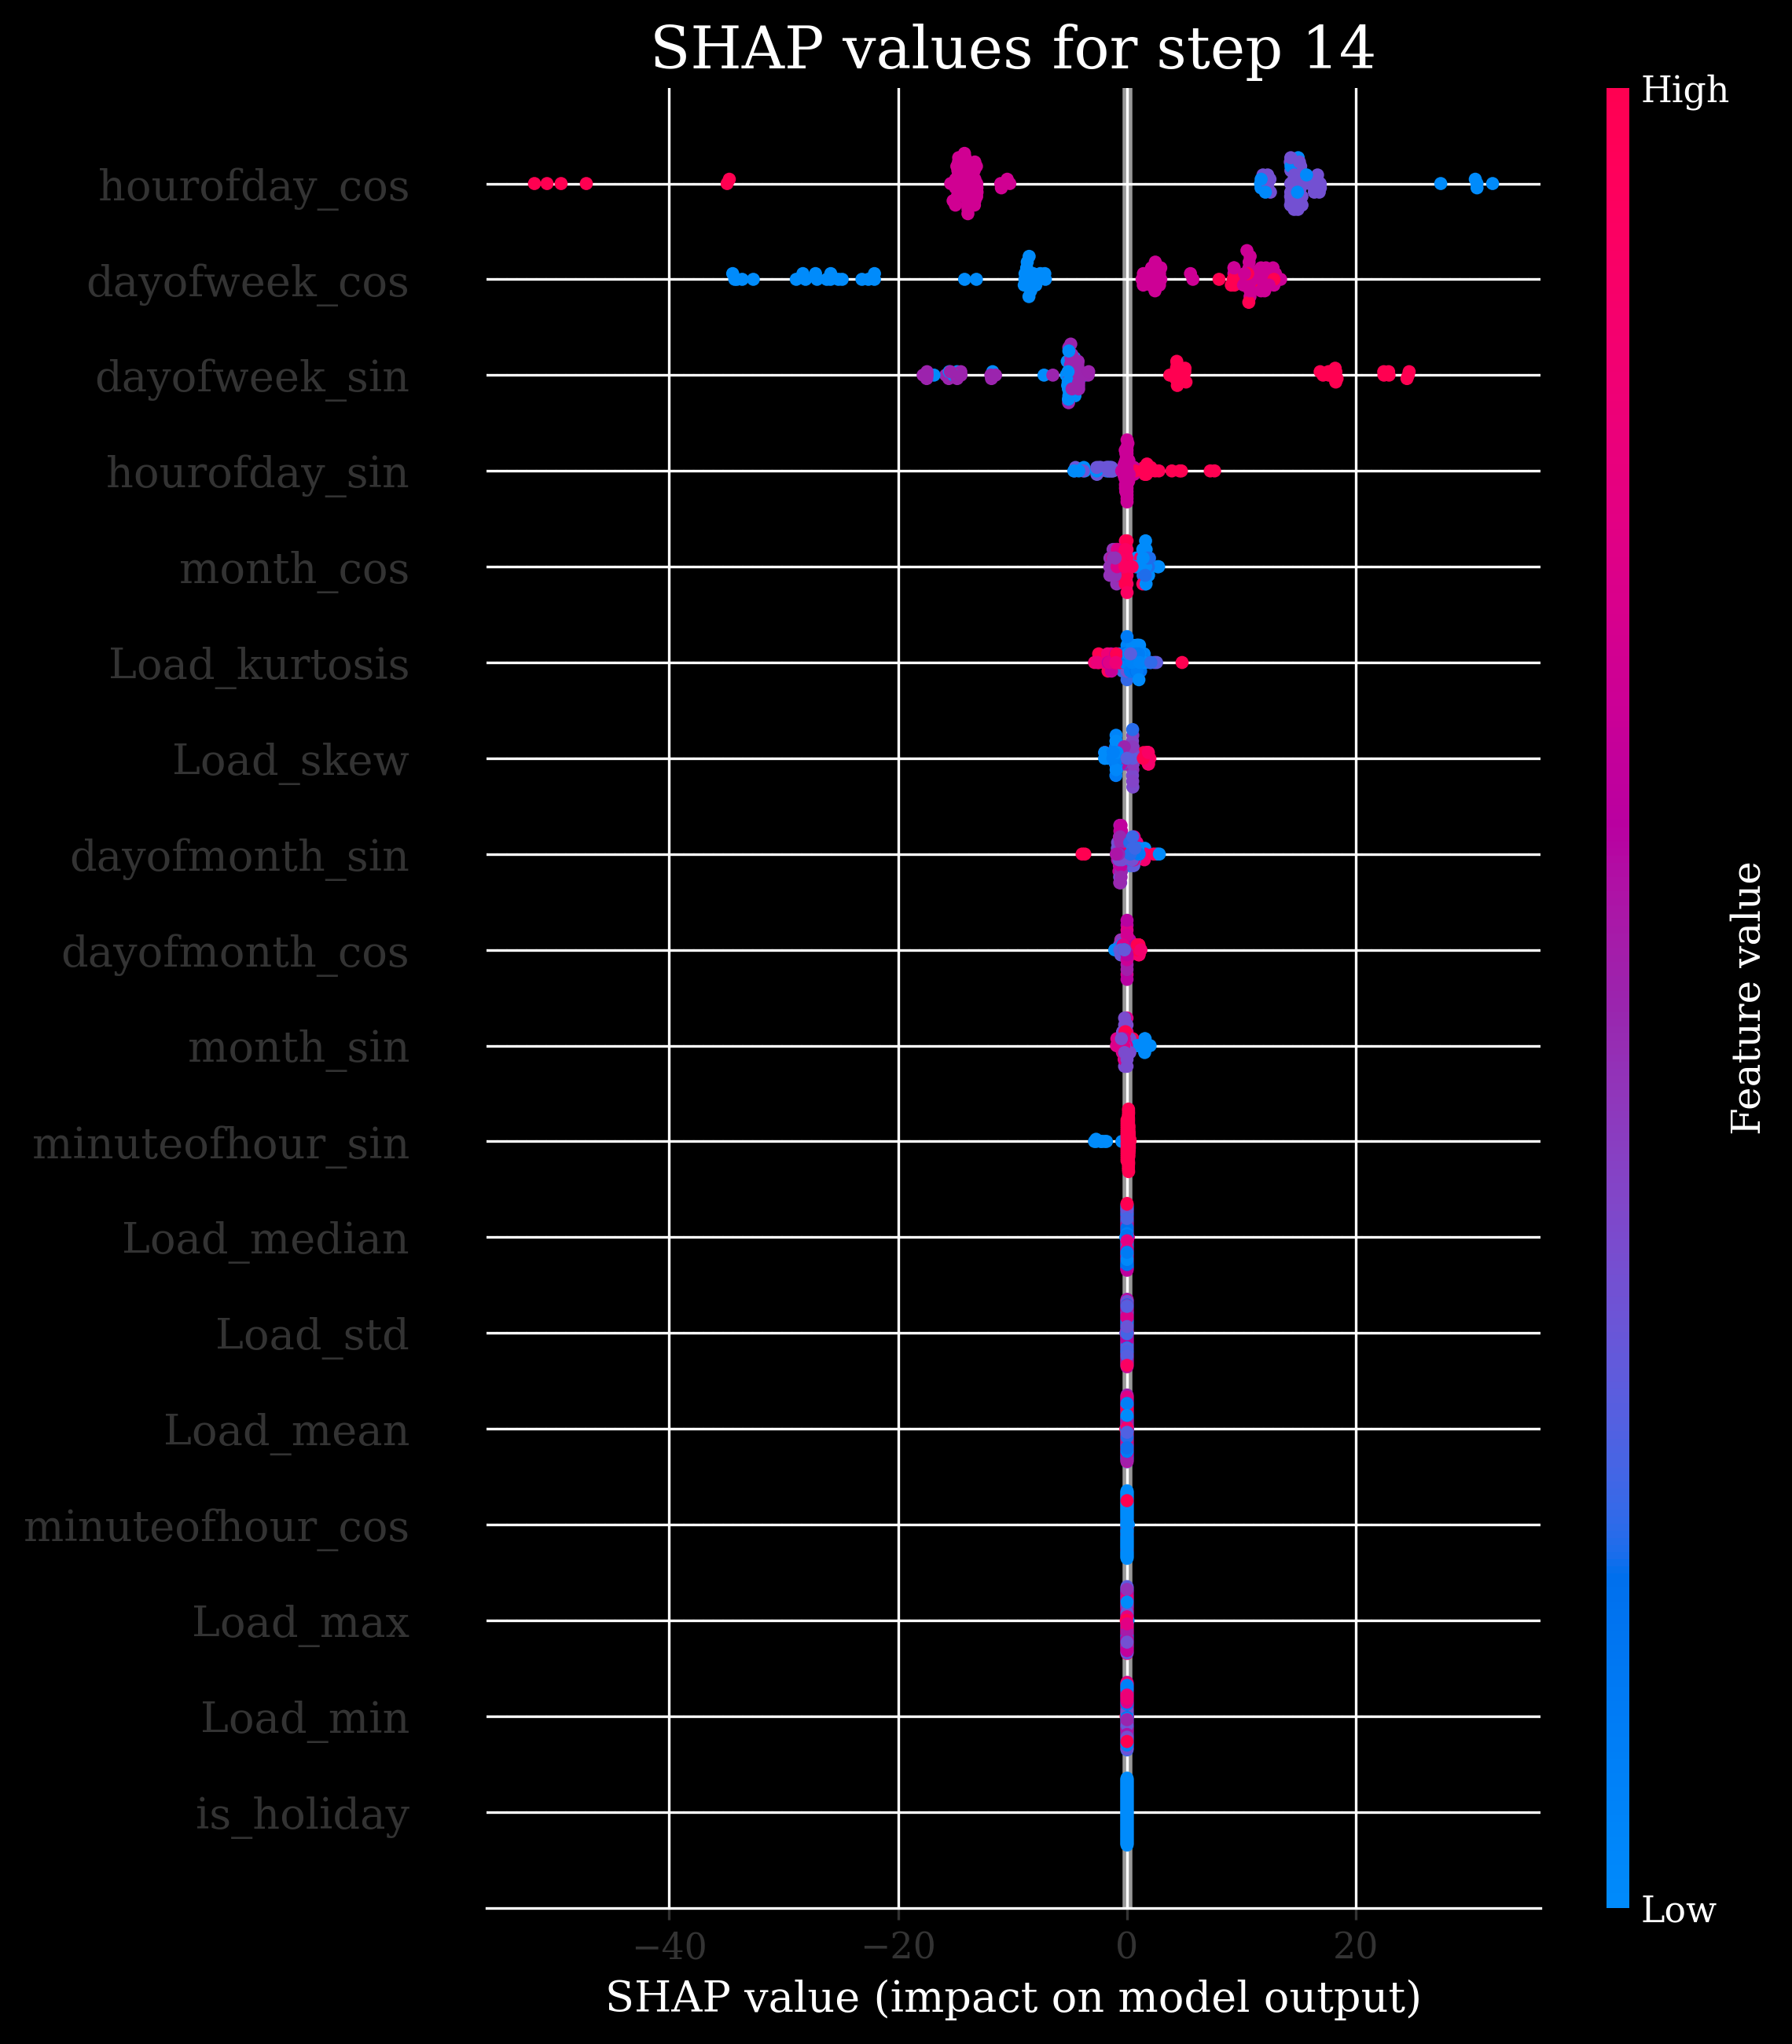 SHAP values for step 14
High
hourofday_cos
dayofweek_cos
dayofweek_sin
hourofday_sin
month_cos
Load_kurtosis
Load_skew
dayofmonth_sin
dayofmonth_cos
month_sin
minuteofhour_sin
Load_median
Load_std
Load_mean
minuteofhour_cos
Load_max
Load_min
is_holiday
Feature value
Low
−40 −20 0 20
SHAP value (impact on model output)